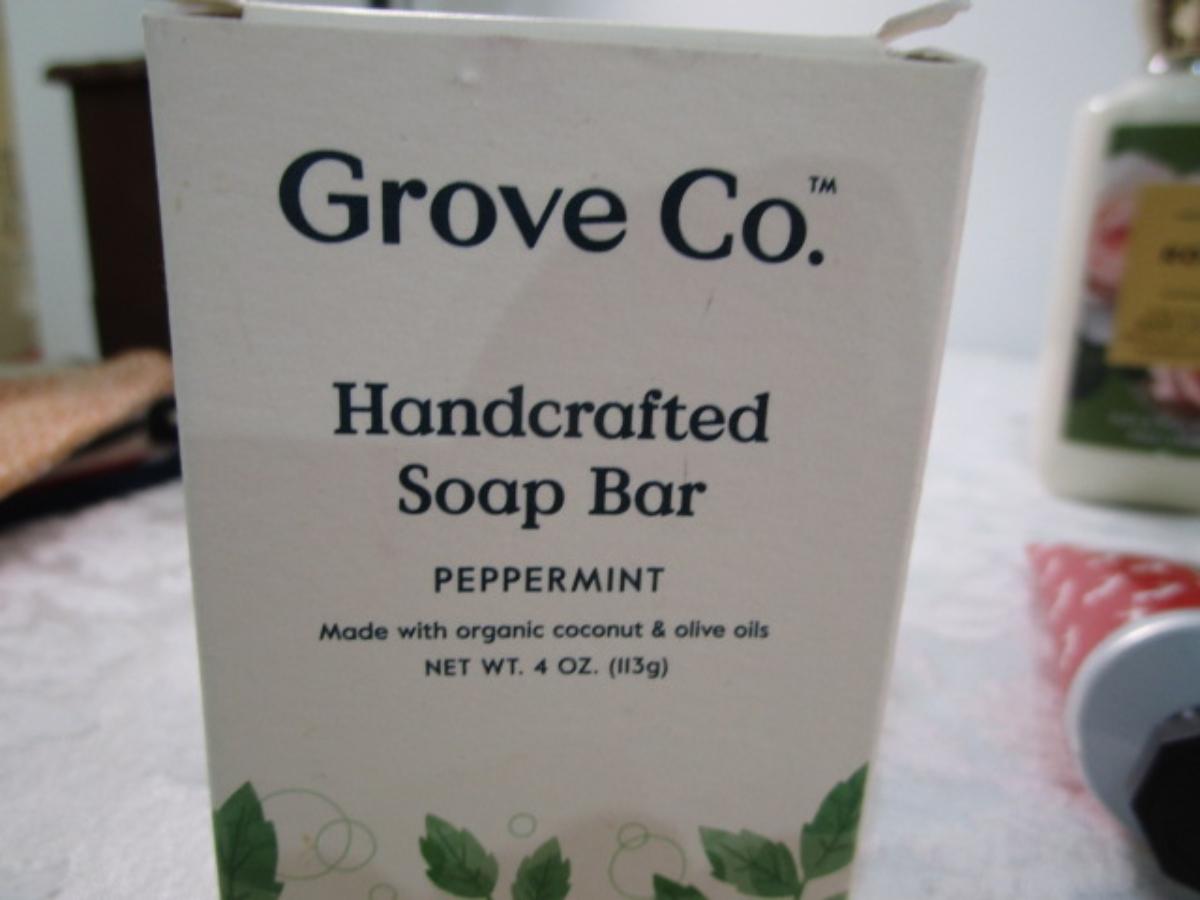 Grove Co.™
Handcrafted
Soap Bar
PEPPERMINT
Made with organic coconut & olive oils
NET WT. 4 OZ. (113g)